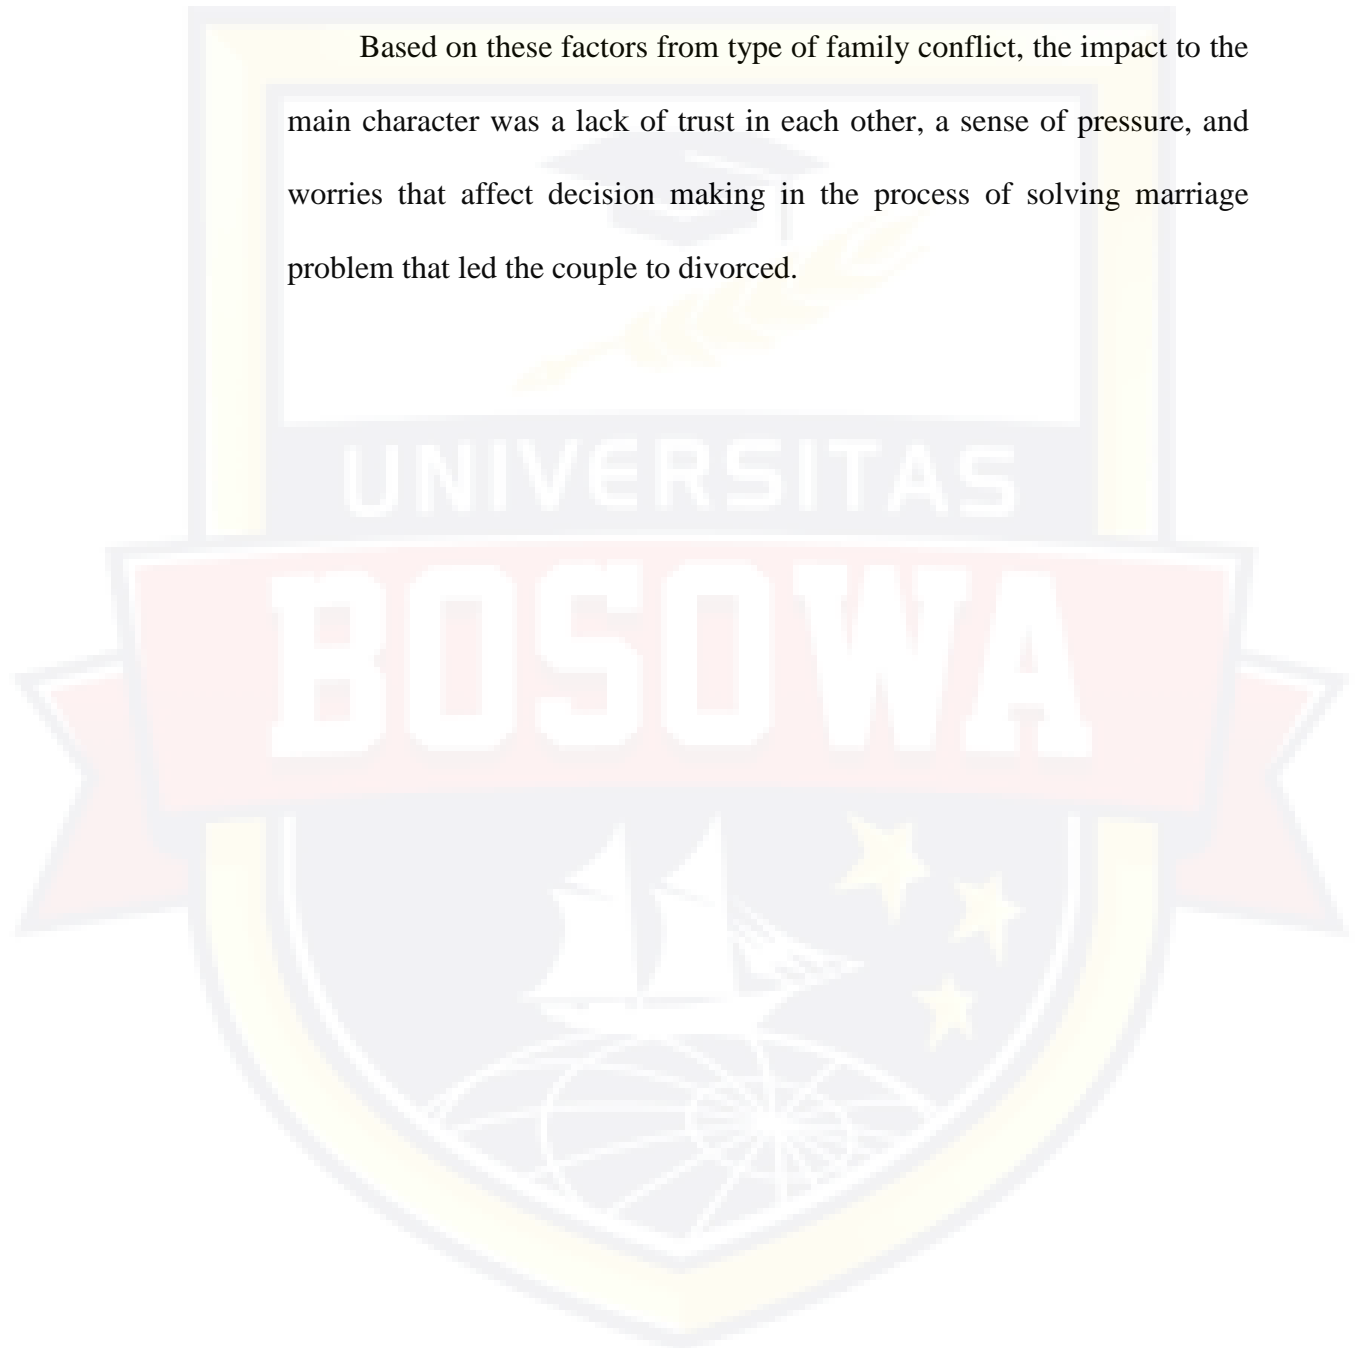 Based on these factors from type of family conflict, the impact to the
main character was a lack of trust in each other, a sense of pressure, and
worries that affect decision making in the process of solving marriage
problem that led the couple to divorced.
UNIVERSITAS
BOSOWA